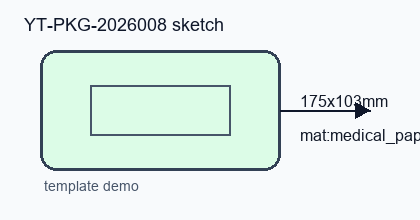 YT-PKG-2026008 sketch
175x103mm
mat:medical_pap
template demo